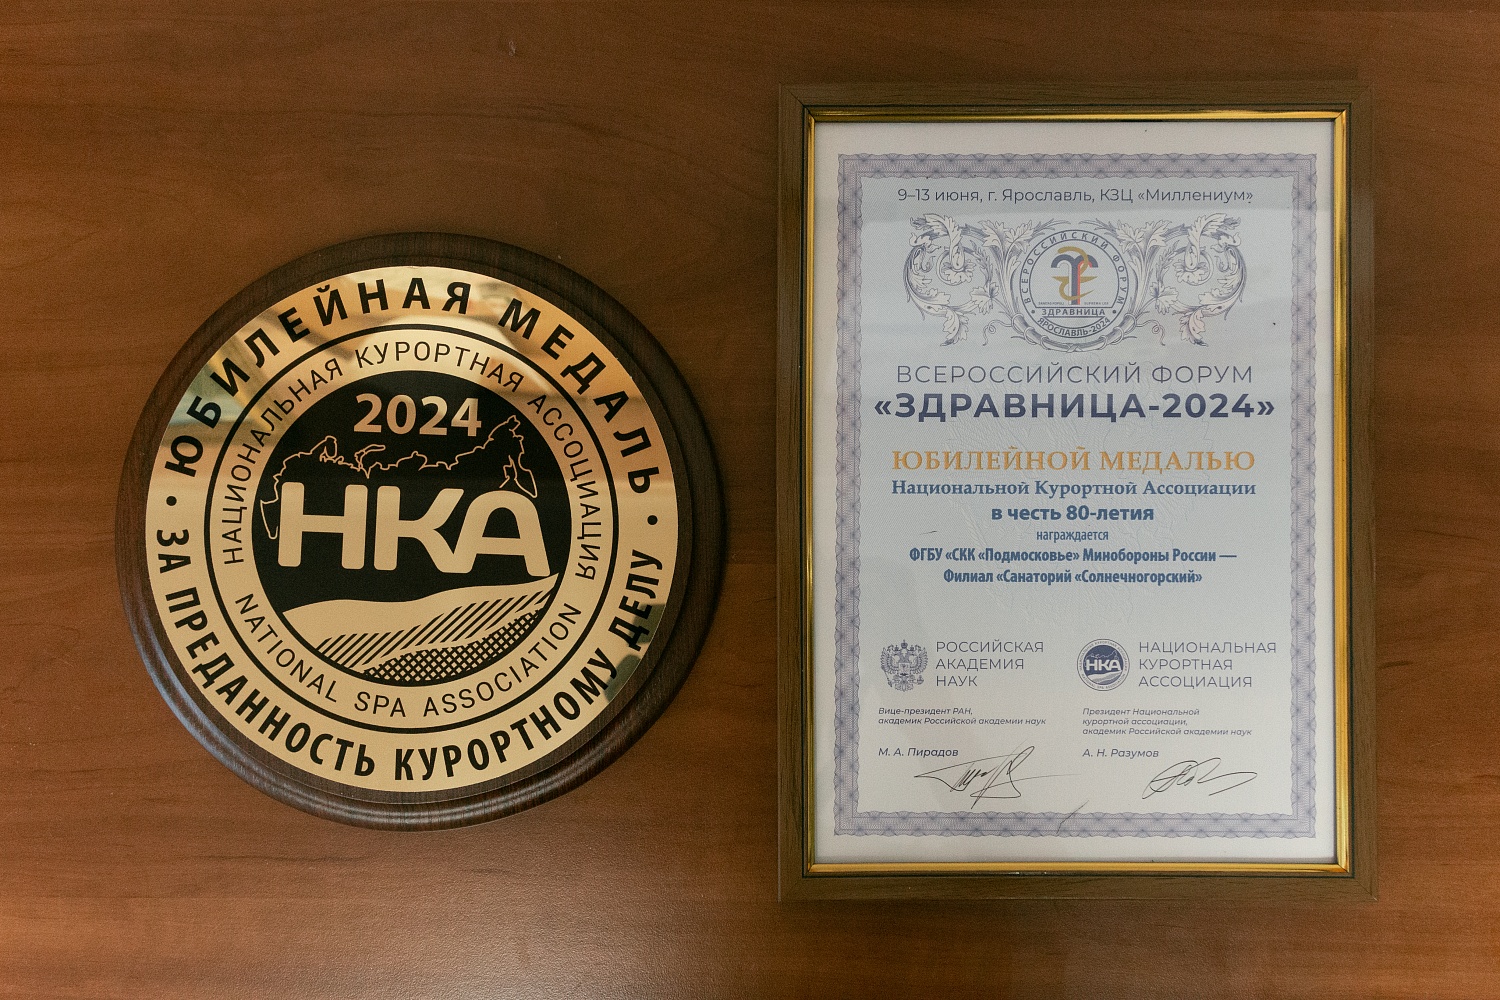 ЮБИЛЕЙНАЯ МЕДАЛЬ
• ЗА ПРЕДАННОСТЬ КУРОРТНОМУ ДЕЛУ •
НАЦИОНАЛЬНАЯ КУРОРТНАЯ АССОЦИАЦИЯ
NATIONAL SPA ASSOCIATION
2024
НКА
9–13 июня, г. Ярославль, КЗЦ «Миллениум»
ВСЕРОССИЙСКИЙ ФОРУМ
• ЗДРАВНИЦА •
ЯРОСЛАВЛЬ-2024
ВСЕРОССИЙСКИЙ ФОРУМ
«ЗДРАВНИЦА-2024»
ЮБИЛЕЙНОЙ МЕДАЛЬЮ
Национальной Курортной Ассоциации
в честь 80-летия
награждается
ФГБУ «СКК «Подмосковье» Минобороны России —
Филиал «Санаторий «Солнечногорский»
РОССИЙСКАЯ
АКАДЕМИЯ
НАУК
НКА
НАЦИОНАЛЬНАЯ
КУРОРТНАЯ
АССОЦИАЦИЯ
Вице-президент РАН,
академик Российской академии наук
М. А. Пирадов
Президент Национальной
курортной ассоциации,
академик Российской академии наук
А. Н. Разумов